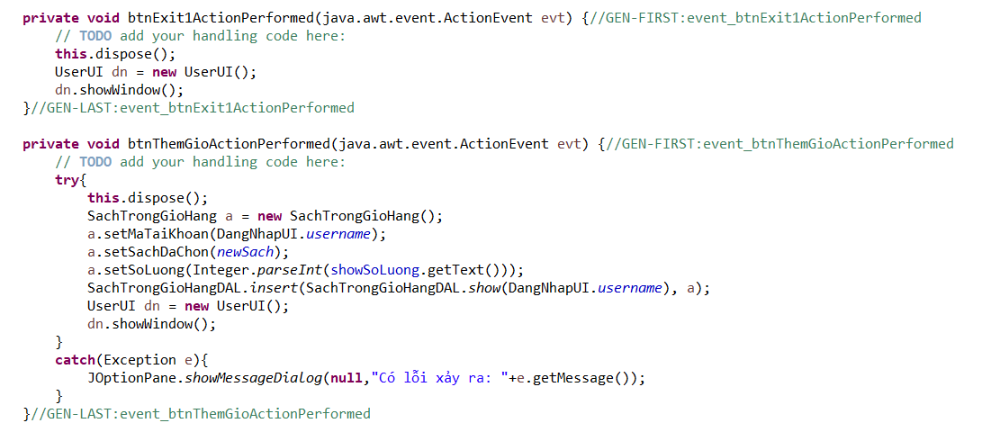 private void btnExit1ActionPerformed(java.awt.event.ActionEvent evt) {//GEN-FIRST:event_btnExit1ActionPerformed
    // TODO add your handling code here:
    this.dispose();
    UserUI dn = new UserUI();
    dn.showWindow();
}//GEN-LAST:event_btnExit1ActionPerformed

private void btnThemGioActionPerformed(java.awt.event.ActionEvent evt) {//GEN-FIRST:event_btnThemGioActionPerformed
    // TODO add your handling code here:
    try{
        this.dispose();
        SachTrongGioHang a = new SachTrongGioHang();
        a.setMaTaiKhoan(DangNhapUI.username);
        a.setSachDaChon(newSach);
        a.setSoLuong(Integer.parseInt(showSoLuong.getText()));
        SachTrongGioHangDAL.insert(SachTrongGioHangDAL.show(DangNhapUI.username), a);
        UserUI dn = new UserUI();
        dn.showWindow();
    }
    catch(Exception e){
        JOptionPane.showMessageDialog(null,"Có lỗi xảy ra: "+e.getMessage());
    }
}//GEN-LAST:event_btnThemGioActionPerformed